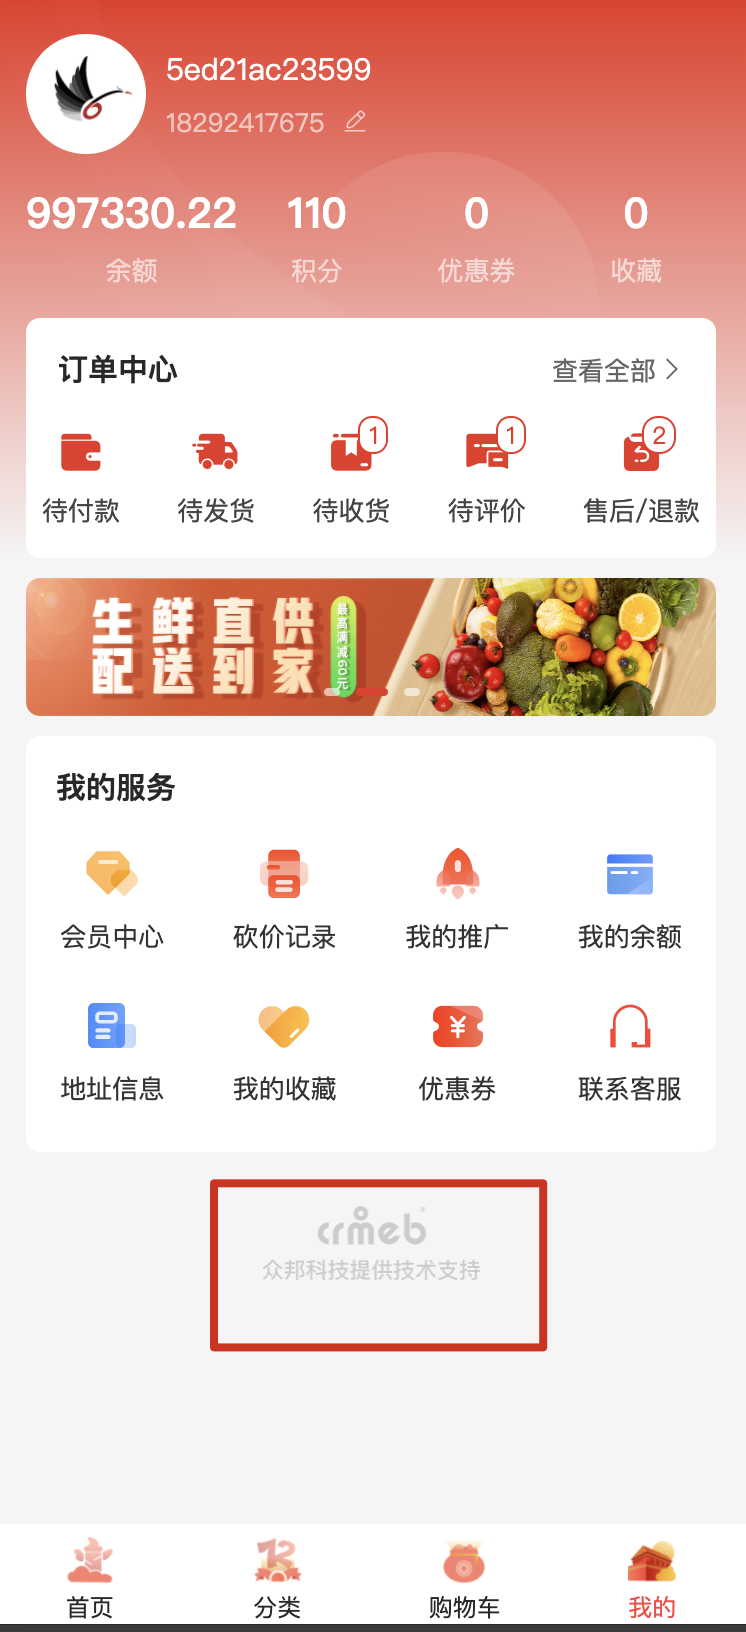 5ed21ac23599
18292417675
997330.22 110 0 0
余额 积分 优惠券 收藏
订单中心 查看全部
1 1 2
待付款 待发货 待收货 待评价 售后/退款
生鲜直供
配送到家
最高满减60元
我的服务
会员中心 砍价记录 我的推广 我的余额
¥
地址信息 我的收藏 优惠券 联系客服
crmeb®
众邦科技提供技术支持
首页 分类 购物车 我的